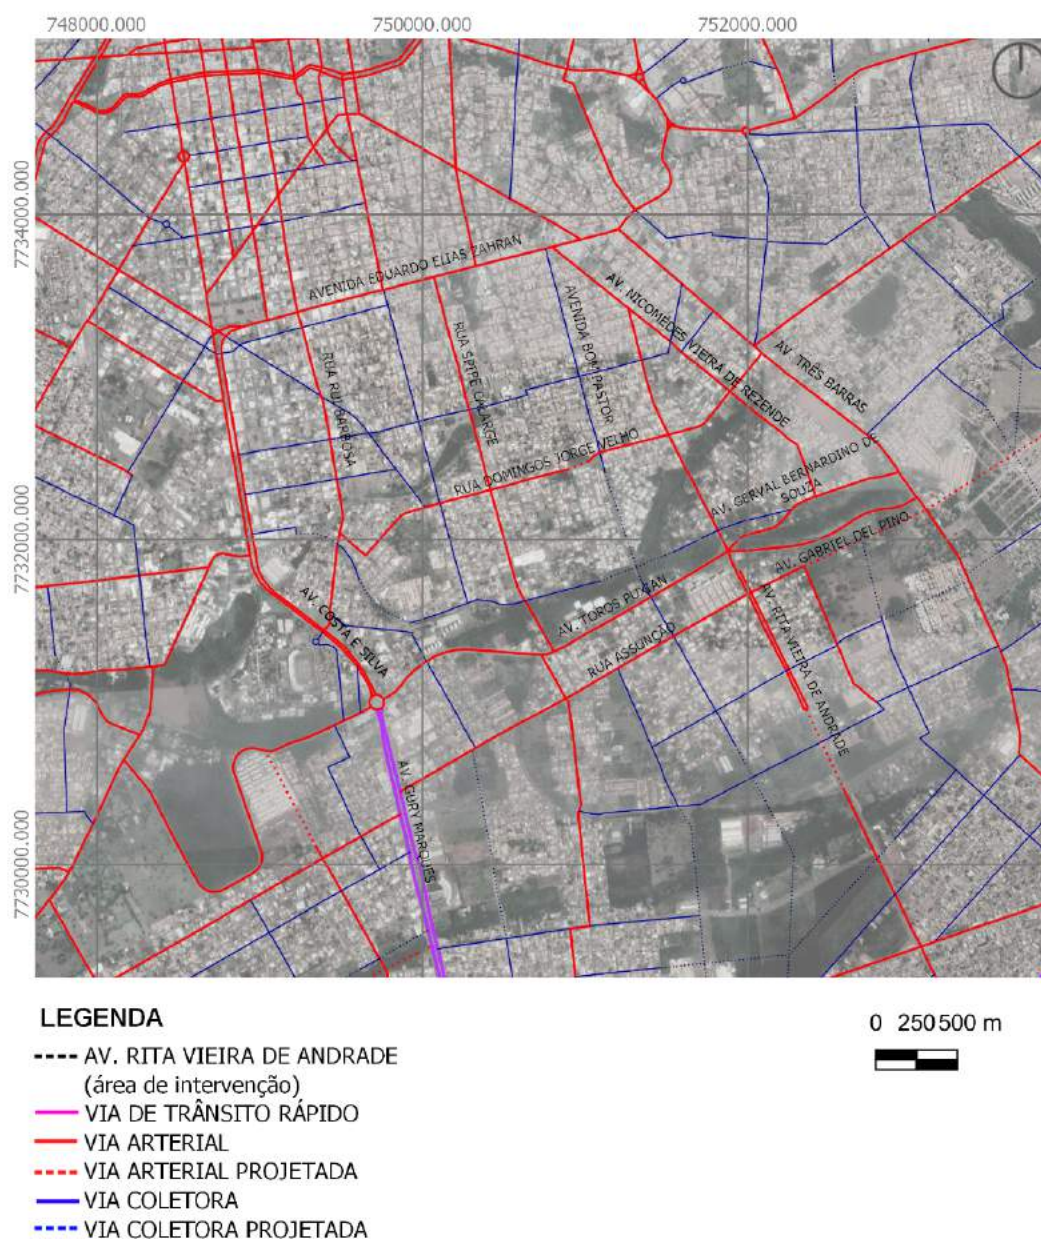 748000.000
750000.000
752000.000
7734000.000
7732000.000
7730000.000
AVENIDA EDUARDO ELIAS ZAHRAN
AV. NICOMEDES VIEIRA DE REZENDE
AVENIDA BOM PASTOR
AV. TRÊS BARRAS
RUA RUI BARBOSA
RUA SPIPE CALARGE
RUA DOMINGOS JORGE VELHO
AV. GERVAL BERNARDINO DE
SOUZA
AV. GABRIEL DEL PINO
AV. COSTA E SILVA
AV. TOROS PUXIAN
RUA ASSUNÇÃO
AV. RITA VIEIRA DE ANDRADE
AV. GURY MARQUES
LEGENDA
AV. RITA VIEIRA DE ANDRADE
(área de intervenção)
VIA DE TRÂNSITO RÁPIDO
VIA ARTERIAL
VIA ARTERIAL PROJETADA
VIA COLETORA
VIA COLETORA PROJETADA
0 250 500 m